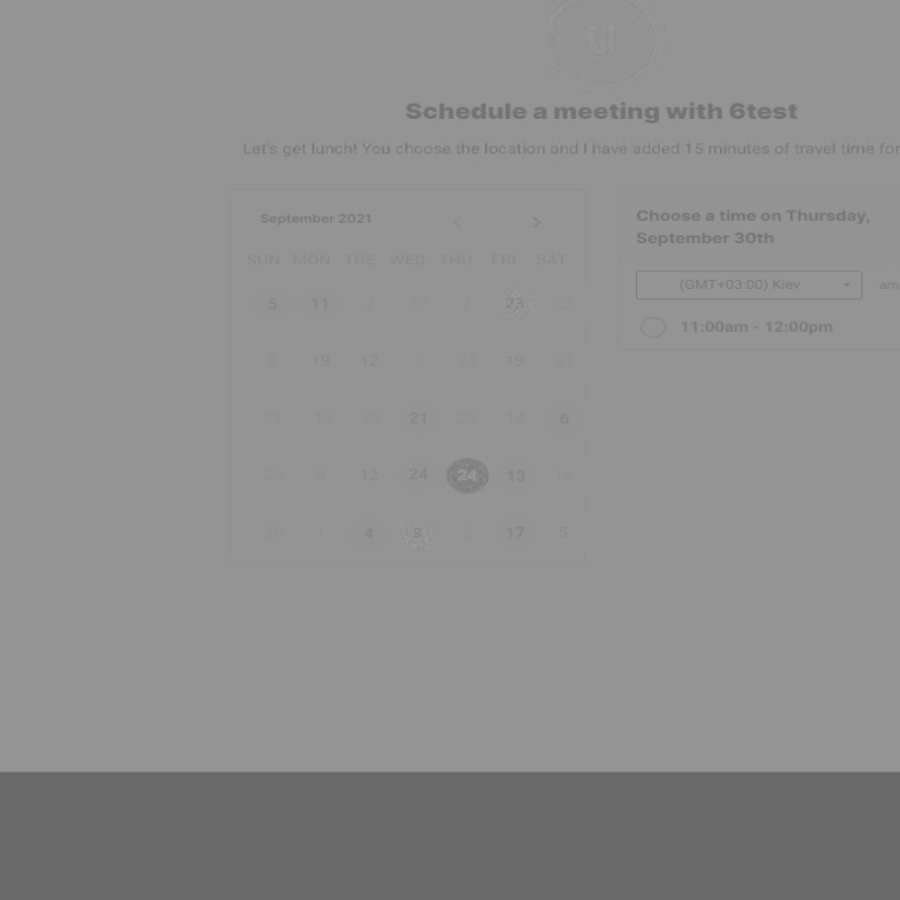 u
Schedule a meeting with 6test
Let's get lunch! You choose the location and I have added 15 minutes of travel time for
September 2021 < >
SUN MON TUE WED THU FRI SAT
5 11 2 17 2 23 22
8 19 12 3 24 19 21
29 13 30 21 29 14 6
26 9 12 24 24 13 16
30 1 4 8 2 17 5
Choose a time on Thursday,
September 30th
(GMT+03:00) Kiev am
11:00am - 12:00pm